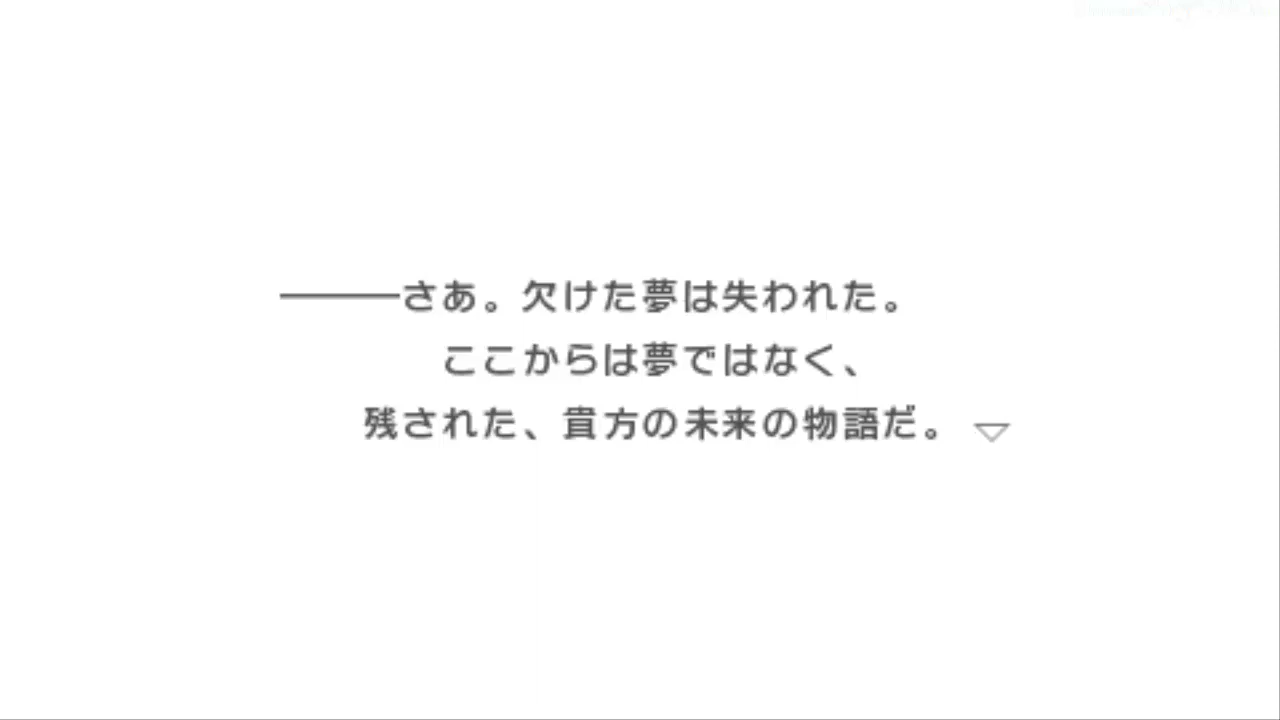 ―――さあ。欠けた夢は失われた。
ここからは夢ではなく、
残された、貴方の未来の物語だ。